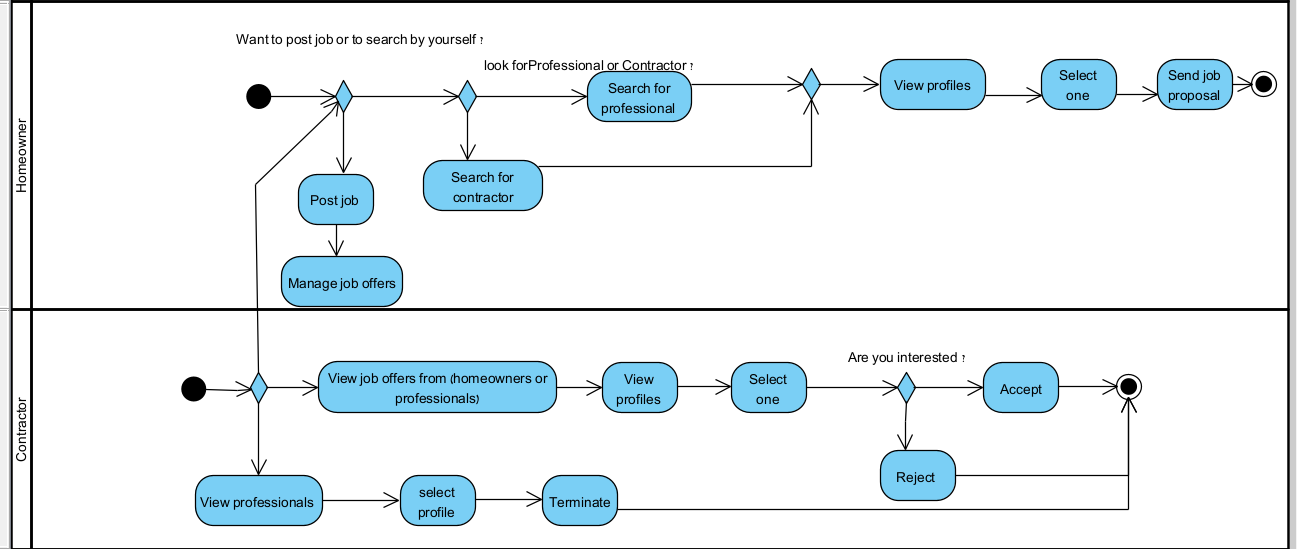 Homeowner
Want to post job or to search by yourself ?
look forProfessional or Contractor ?
Search for
professional
View profiles
Select
one
Send job
proposal
Search for
contractor
Post job
Manage job offers
Contractor
View job offers from (homeowners or
professionals)
View
profiles
Select
one
Are you interested ?
Accept
Reject
View professionals
select
profile
Terminate